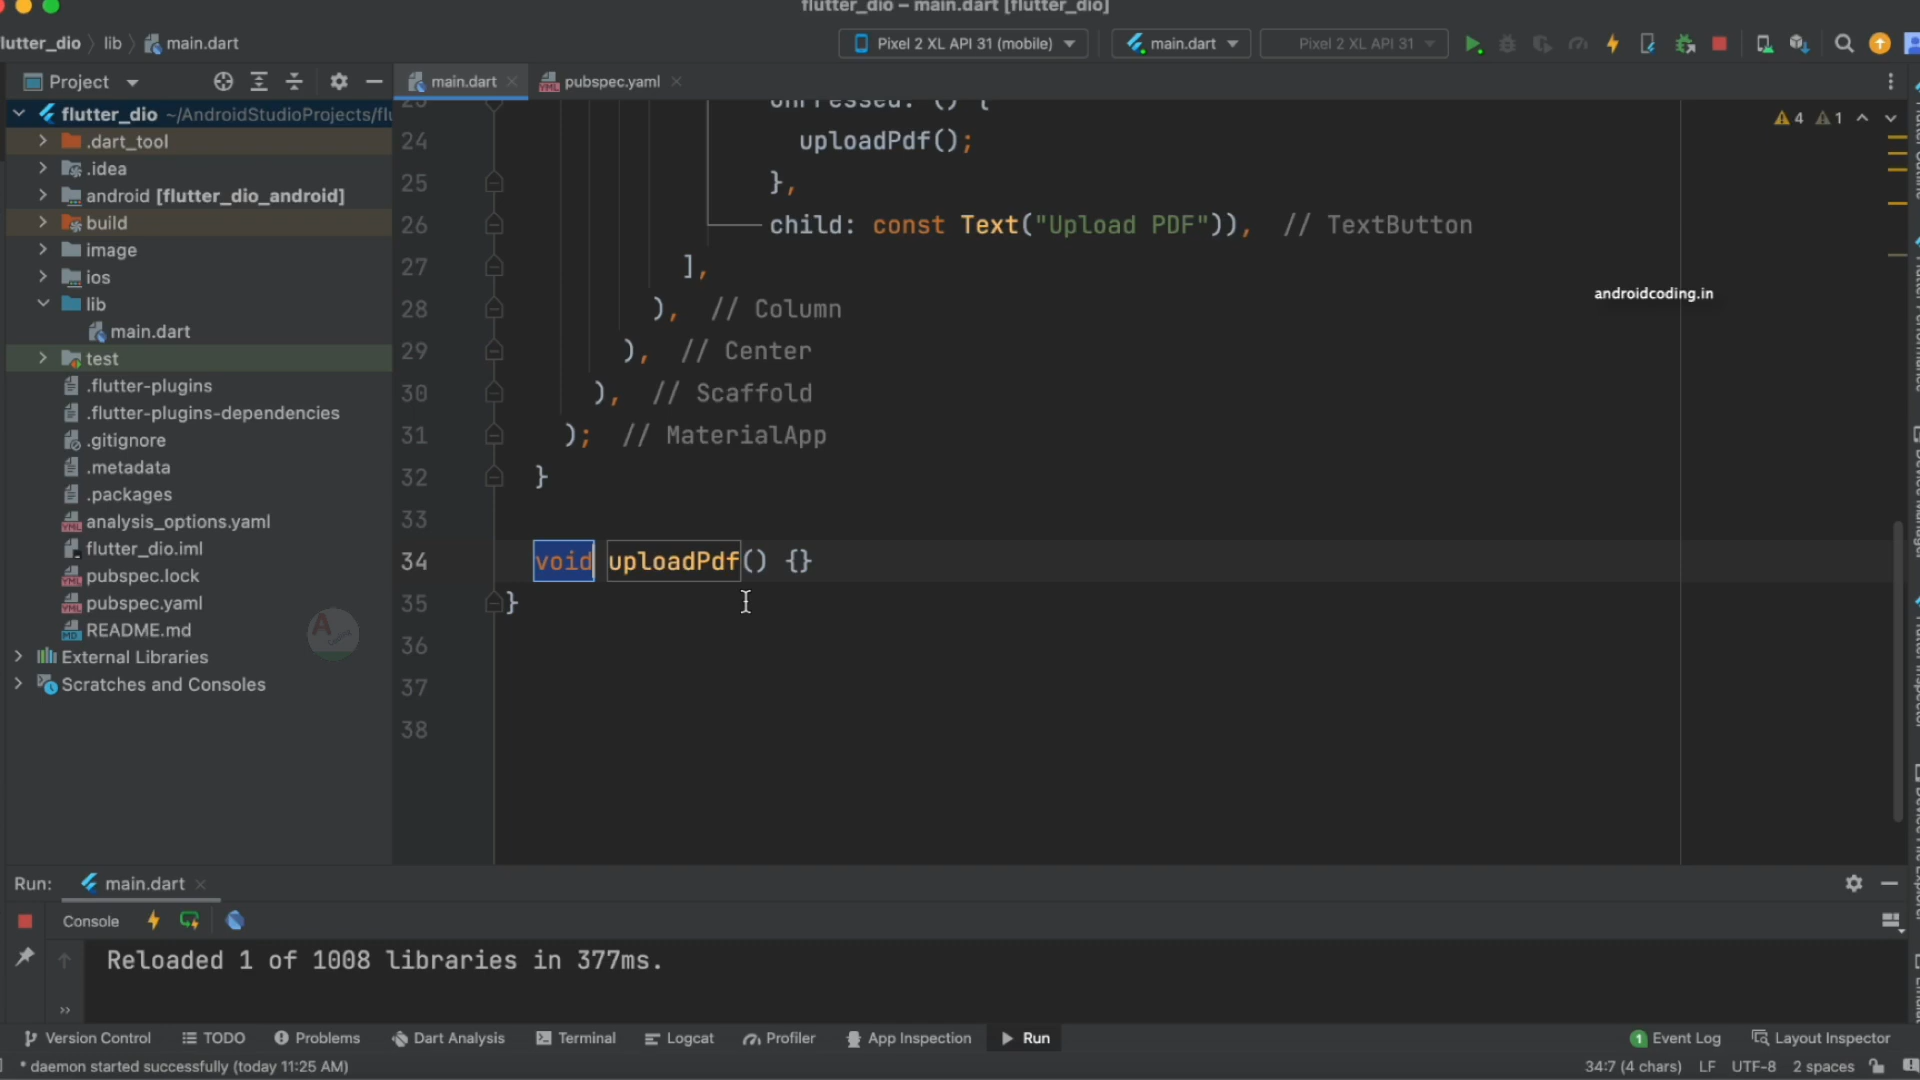 flutter_dio – main.dart [flutter_dio]
lutter_dio lib main.dart
Pixel 2 XL API 31 (mobile) main.dart Pixel 2 XL API 31
Project
main.dart pubspec.yaml
flutter_dio ~/AndroidStudioProjects/flu
.dart_tool
.idea
android [flutter_dio_android]
build
image
ios
lib
main.dart
test
.flutter-plugins
.flutter-plugins-dependencies
.gitignore
.metadata
.packages
analysis_options.yaml
flutter_dio.iml
pubspec.lock
pubspec.yaml
README.md
External Libraries
Scratches and Consoles
4 1
23 onPressed: () {
24 uploadPdf();
25 },
26 child: const Text("Upload PDF")), // TextButton
27 ],
28 ), // Column
29 ), // Center
30 ), // Scaffold
31 ); // MaterialApp
32 }
33
34 void uploadPdf() {}
35 }
36
37
38
androidcoding.in
Run: main.dart
Console
Reloaded 1 of 1008 libraries in 377ms.
Version Control TODO Problems Dart Analysis Terminal Logcat Profiler App Inspection Run 1 Event Log Layout Inspector
* daemon started successfully (today 11:25 AM) 34:7 (4 chars) LF UTF-8 2 spaces